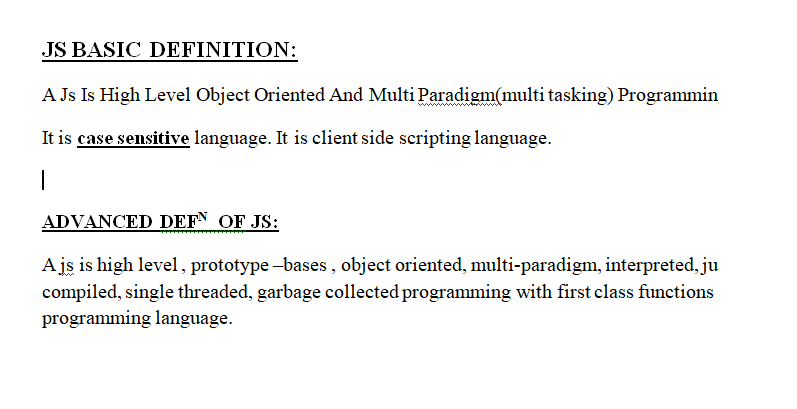 JS BASIC DEFINITION:
A Js Is High Level Object Oriented And Multi Paradigm(multi tasking) Programmin
It is case sensitive language. It is client side scripting language.
ADVANCED DEFᴺ OF JS:
A js is high level , prototype –bases , object oriented, multi-paradigm, interpreted, ju
compiled, single threaded, garbage collected programming with first class functions
programming language.